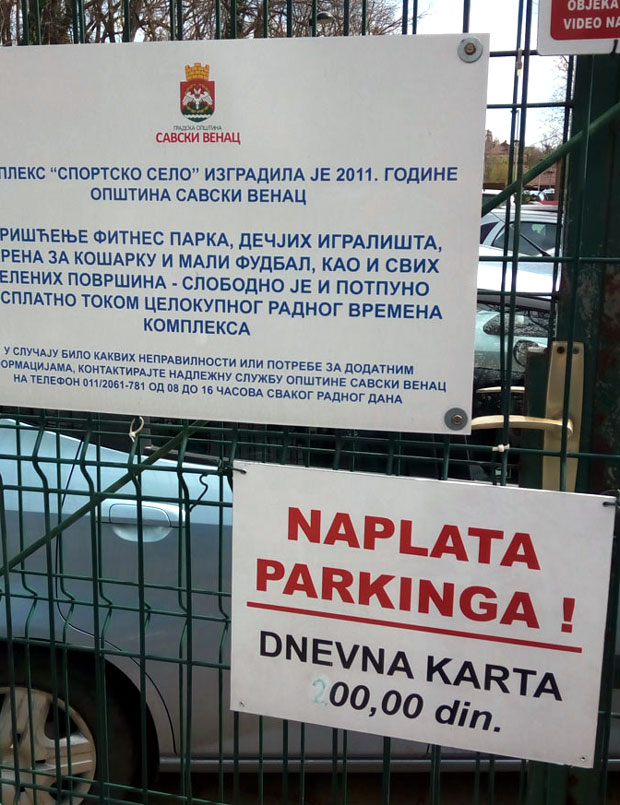 OBJEKA
VIDEO NA
ГРАДСКА ОПШТИНА
САВСКИ ВЕНАЦ
ПЛЕКС “СПОРТСКО СЕЛО” ИЗГРАДИЛА ЈЕ 2011. ГОДИНЕ
ОПШТИНА САВСКИ ВЕНАЦ
РИШЋЕЊЕ ФИТНЕС ПАРКА, ДЕЧЈИХ ИГРАЛИШТА,
РЕНА ЗА КОШАРКУ И МАЛИ ФУДБАЛ, КАО И СВИХ
ЕЛЕНИХ ПОВРШИНА - СЛОБОДНО ЈЕ И ПОТПУНО
СПЛАТНО ТОКОМ ЦЕЛОКУПНОГ РАДНОГ ВРЕМЕНА
КОМПЛЕКСА
У СЛУЧАЈУ БИЛО КАКВИХ НЕПРАВИЛНОСТИ ИЛИ ПОТРЕБЕ ЗА ДОДАТНИМ
ФОРМАЦИЈАМА, КОНТАКТИРАЈТЕ НАДЛЕЖНУ СЛУЖБУ ОПШТИНЕ САВСКИ ВЕНАЦ
НА ТЕЛЕФОН 011/2061-781 ОД 08 ДО 16 ЧАСОВА СВАКОГ РАДНОГ ДАНА
NAPLATA
PARKINGA !
DNEVNA KARTA
200,00 din.